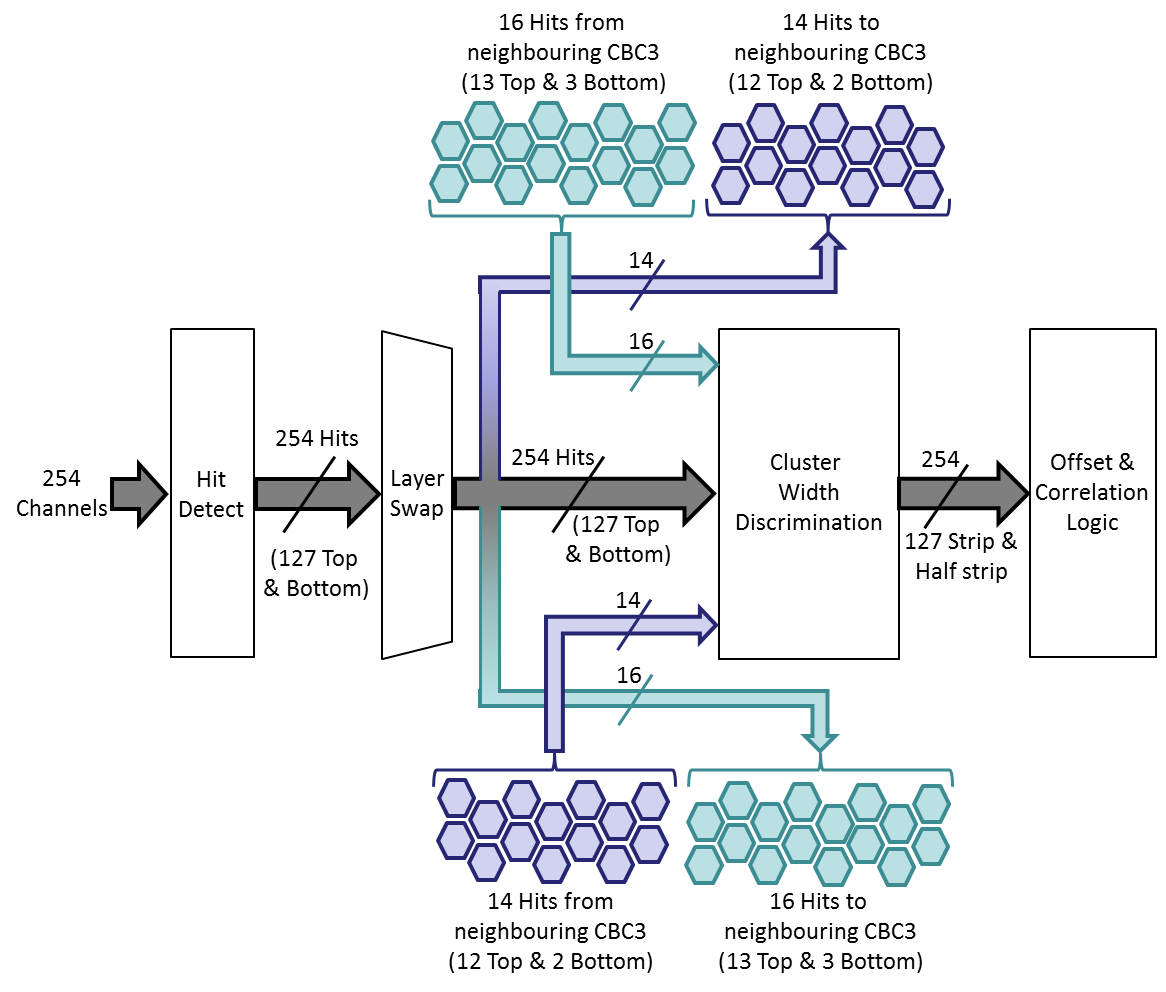 16 Hits from
neighbouring CBC3
(13 Top & 3 Bottom)
14 Hits to
neighbouring CBC3
(12 Top & 2 Bottom)
14
16
254
Channels
Hit
Detect
254 Hits
(127 Top
& Bottom)
Layer
Swap
254 Hits
(127 Top
& Bottom)
Cluster
Width
Discrimination
254
127 Strip &
Half strip
Offset &
Correlation
Logic
14
16
14 Hits from
neighbouring CBC3
(12 Top & 2 Bottom)
16 Hits to
neighbouring CBC3
(13 Top & 3 Bottom)